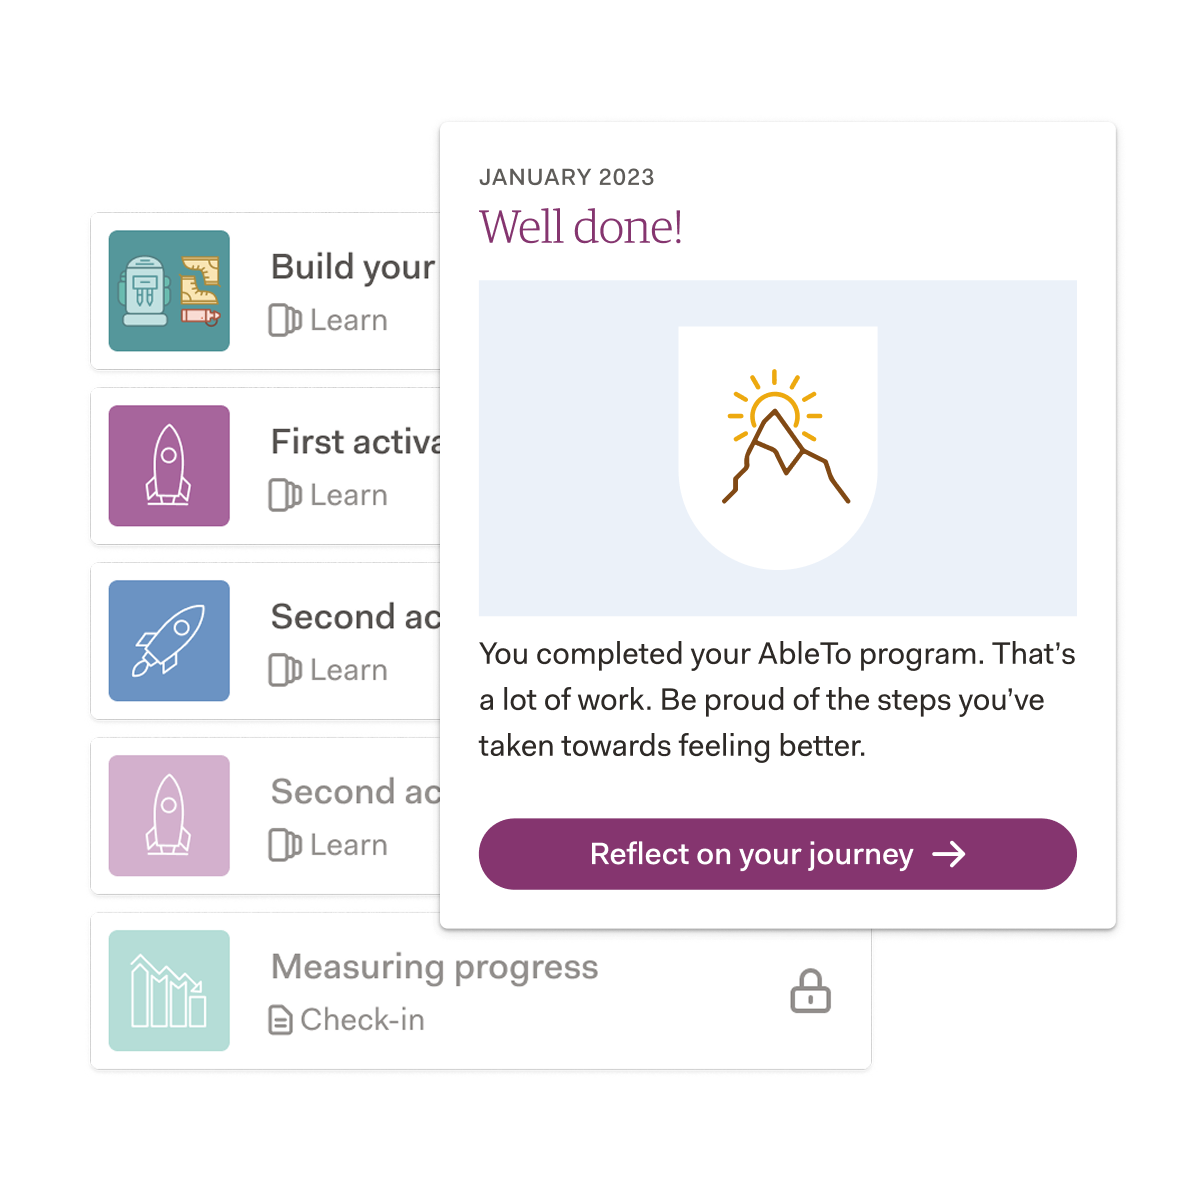 JANUARY 2023
Well done!
You completed your AbleTo program. That’s
a lot of work. Be proud of the steps you’ve
taken towards feeling better.
Reflect on your journey
Build your
Learn
First activa
Learn
Second ac
Learn
Second ac
Learn
Measuring progress
Check-in